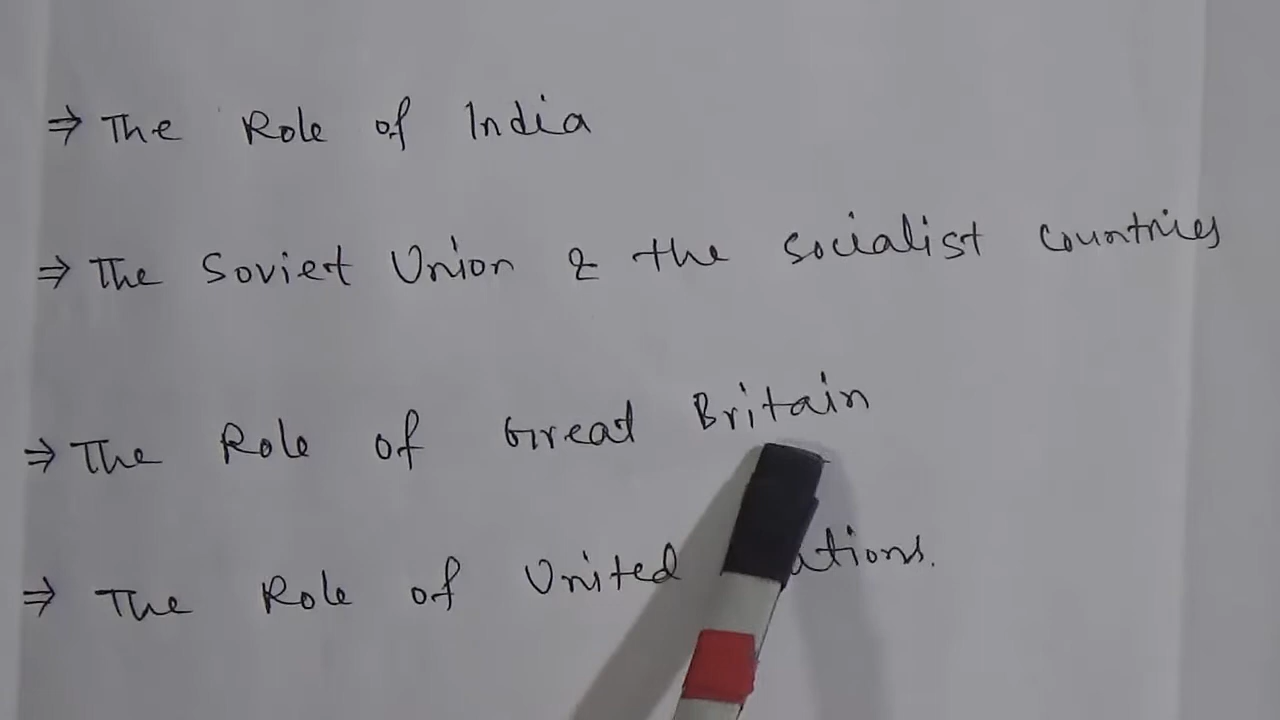 ⇒ The Role of India
⇒ The Soviet Union & the socialist countries
⇒ The Role of Great Britain
⇒ The Role of United ations.